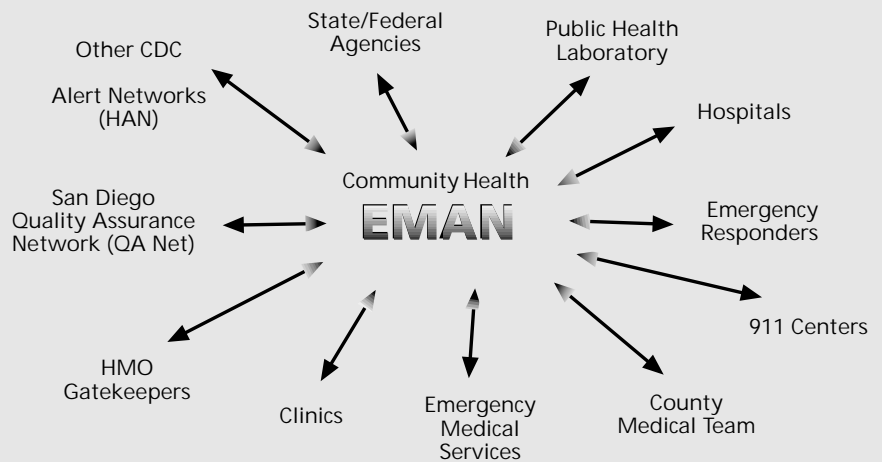 State/Federal
Agencies
Public Health
Laboratory
Other CDC
Alert Networks
(HAN)
Hospitals
Community Health
EMAN
San Diego
Quality Assurance
Network (QA Net)
Emergency
Responders
911 Centers
HMO
Gatekeepers
Clinics
Emergency
Medical
Services
County
Medical Team